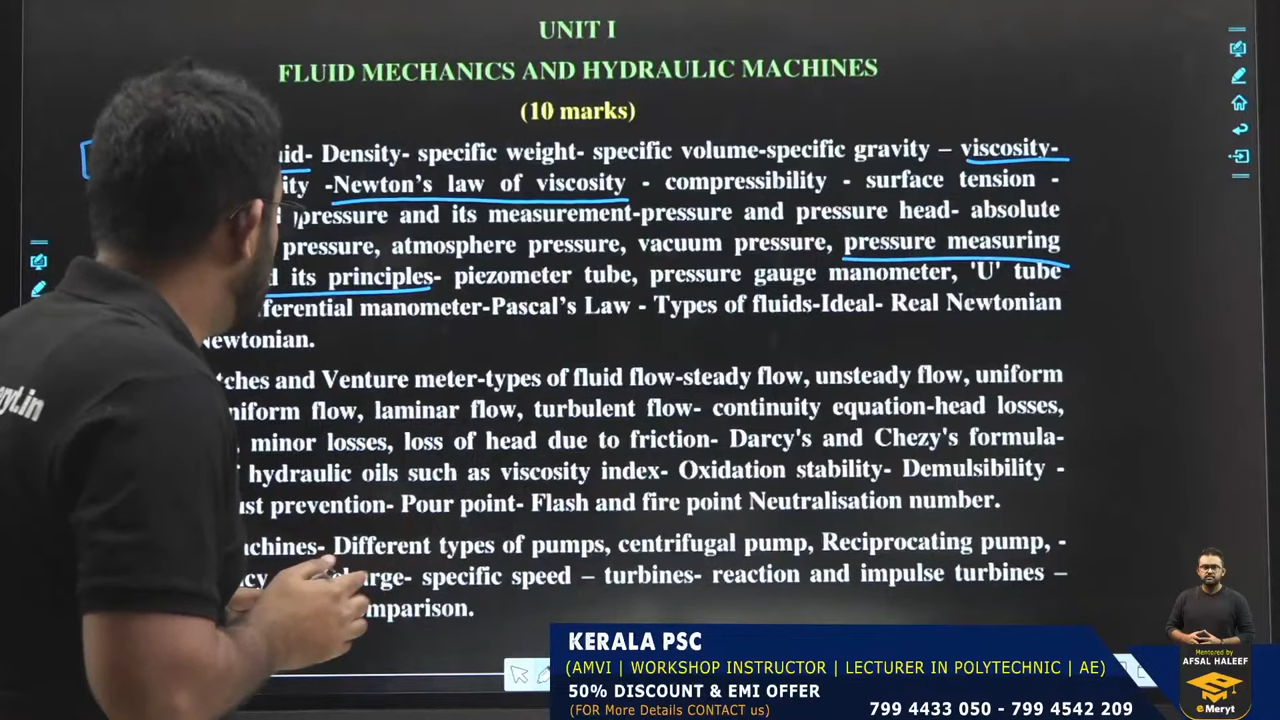 UNIT I
FLUID MECHANICS AND HYDRAULIC MACHINES
(10 marks)
Density- specific weight- specific volume-specific gravity – viscosity-
-Newton's law of viscosity - compressibility - surface tension -
pressure and its measurement-pressure and pressure head- absolute
pressure, atmosphere pressure, vacuum pressure, pressure measuring
its principles- piezometer tube, pressure gauge manometer, 'U' tube
manometer-Pascal's Law - Types of fluids-Ideal- Real Newtonian
Newtonian.
and Venture meter-types of fluid flow-steady flow, unsteady flow, uniform
flow, laminar flow, turbulent flow- continuity equation-head losses,
minor losses, loss of head due to friction- Darcy's and Chezy's formula-
hydraulic oils such as viscosity index- Oxidation stability- Demulsibility -
prevention- Pour point- Flash and fire point Neutralisation number.
Different types of pumps, centrifugal pump, Reciprocating pump, -
specific speed – turbines- reaction and impulse turbines –
eryt.in
KERALA PSC
(AMVI | WORKSHOP INSTRUCTOR | LECTURER IN POLYTECHNIC | AE)
50% DISCOUNT & EMI OFFER
(FOR More Details CONTACT us) 799 4433 050 - 799 4542 209
Mentored by
AFSAL HALEEF
eMeryt